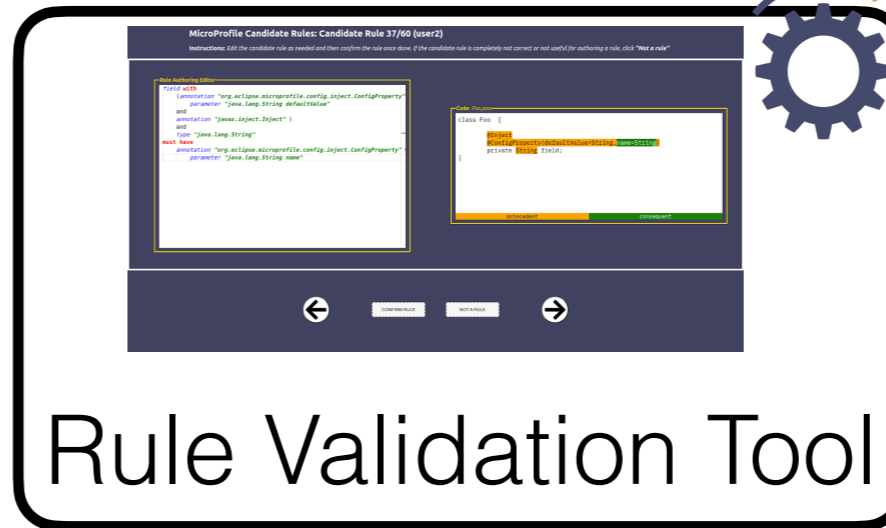 MicroProfile Candidate Rules: Candidate Rule 37/60 (user2)
Instructions: Edit the candidate rule as needed and then confirm the rule once done. If the candidate rule is completely not correct or not useful for authoring a rule, click "Not a rule"
Rule Authoring Editor
field with
(annotation "org.eclipse.microprofile.config.inject.ConfigProperty"
parameter "java.lang.String defaultValue"
and
annotation "javax.inject.Inject" )
and
type "java.lang.String"
must have
annotation "org.eclipse.microprofile.config.inject.ConfigProperty"
parameter "java.lang.String name"
Code: Foo.java
class Foo {
@Inject
@ConfigProperty(defaultValue=String,name=String)
private String field;
}
antecedent consequent
CONFIRM RULE NOT A RULE
Rule Validation Tool